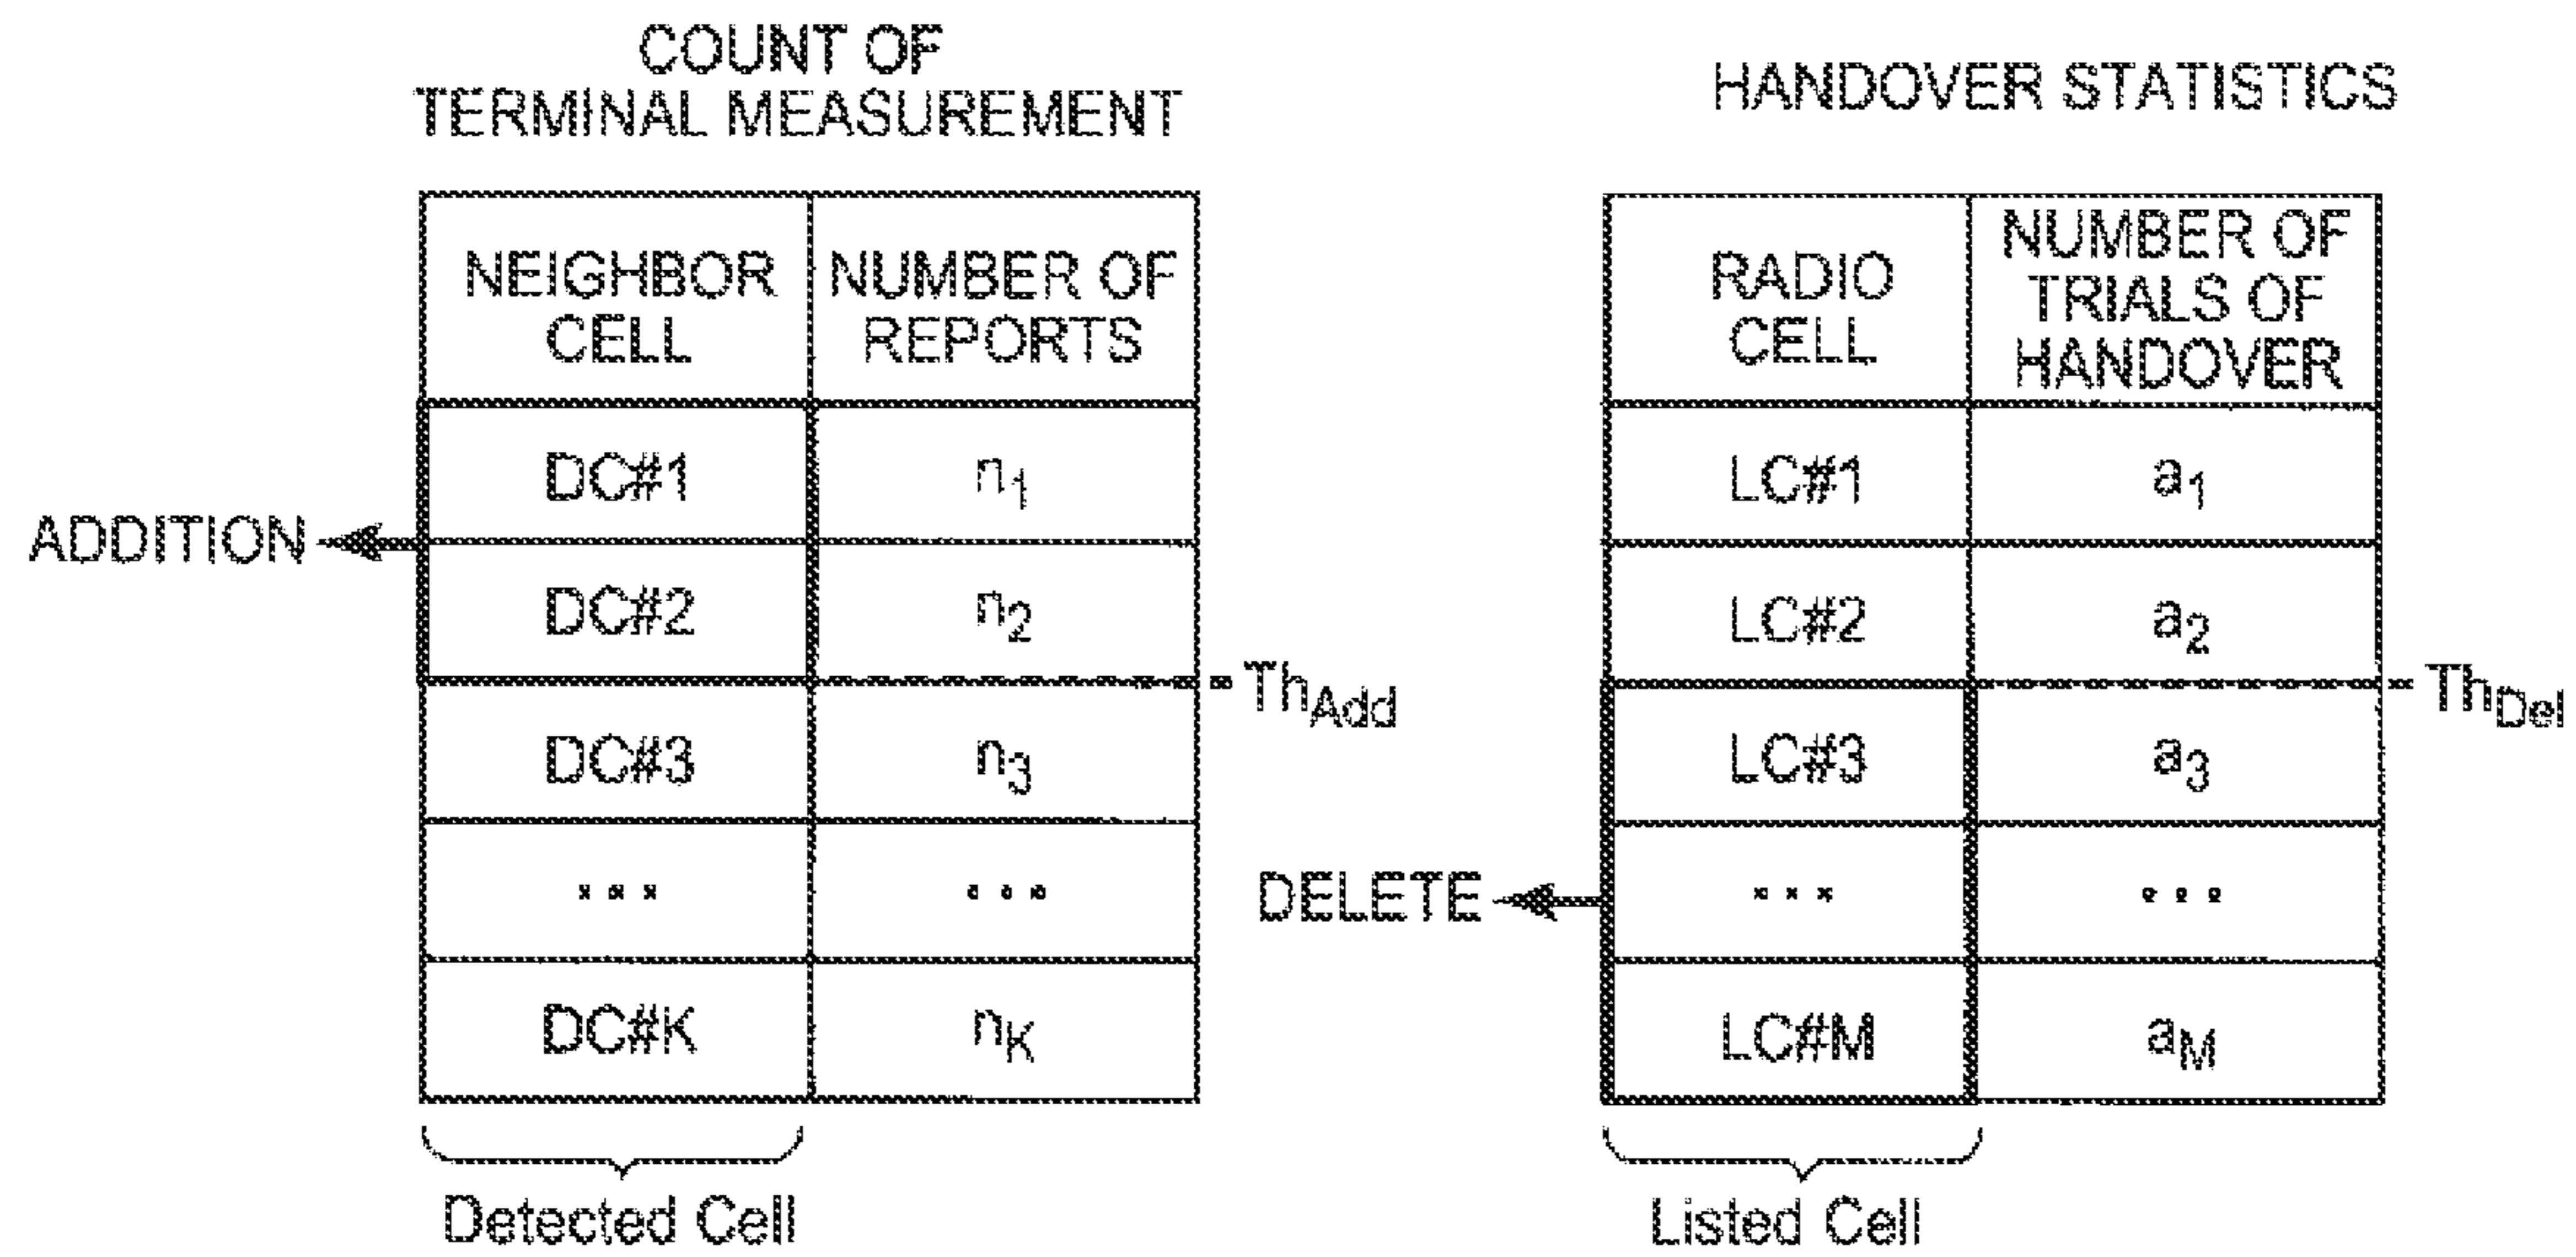 COUNT OF
TERMINAL MEASUREMENT
NEIGHBOR
CELL
NUMBER OF
REPORTS
DC#1
n1
DC#2
n2
DC#3
n3
...
...
DC#K
nK
ADDITION
ThAdd
Detected Cell
HANDOVER STATISTICS
RADIO
CELL
NUMBER OF
TRIALS OF
HANDOVER
LC#1
a1
LC#2
a2
LC#3
a3
...
...
LC#M
aM
DELETE
ThDel
Listed Cell